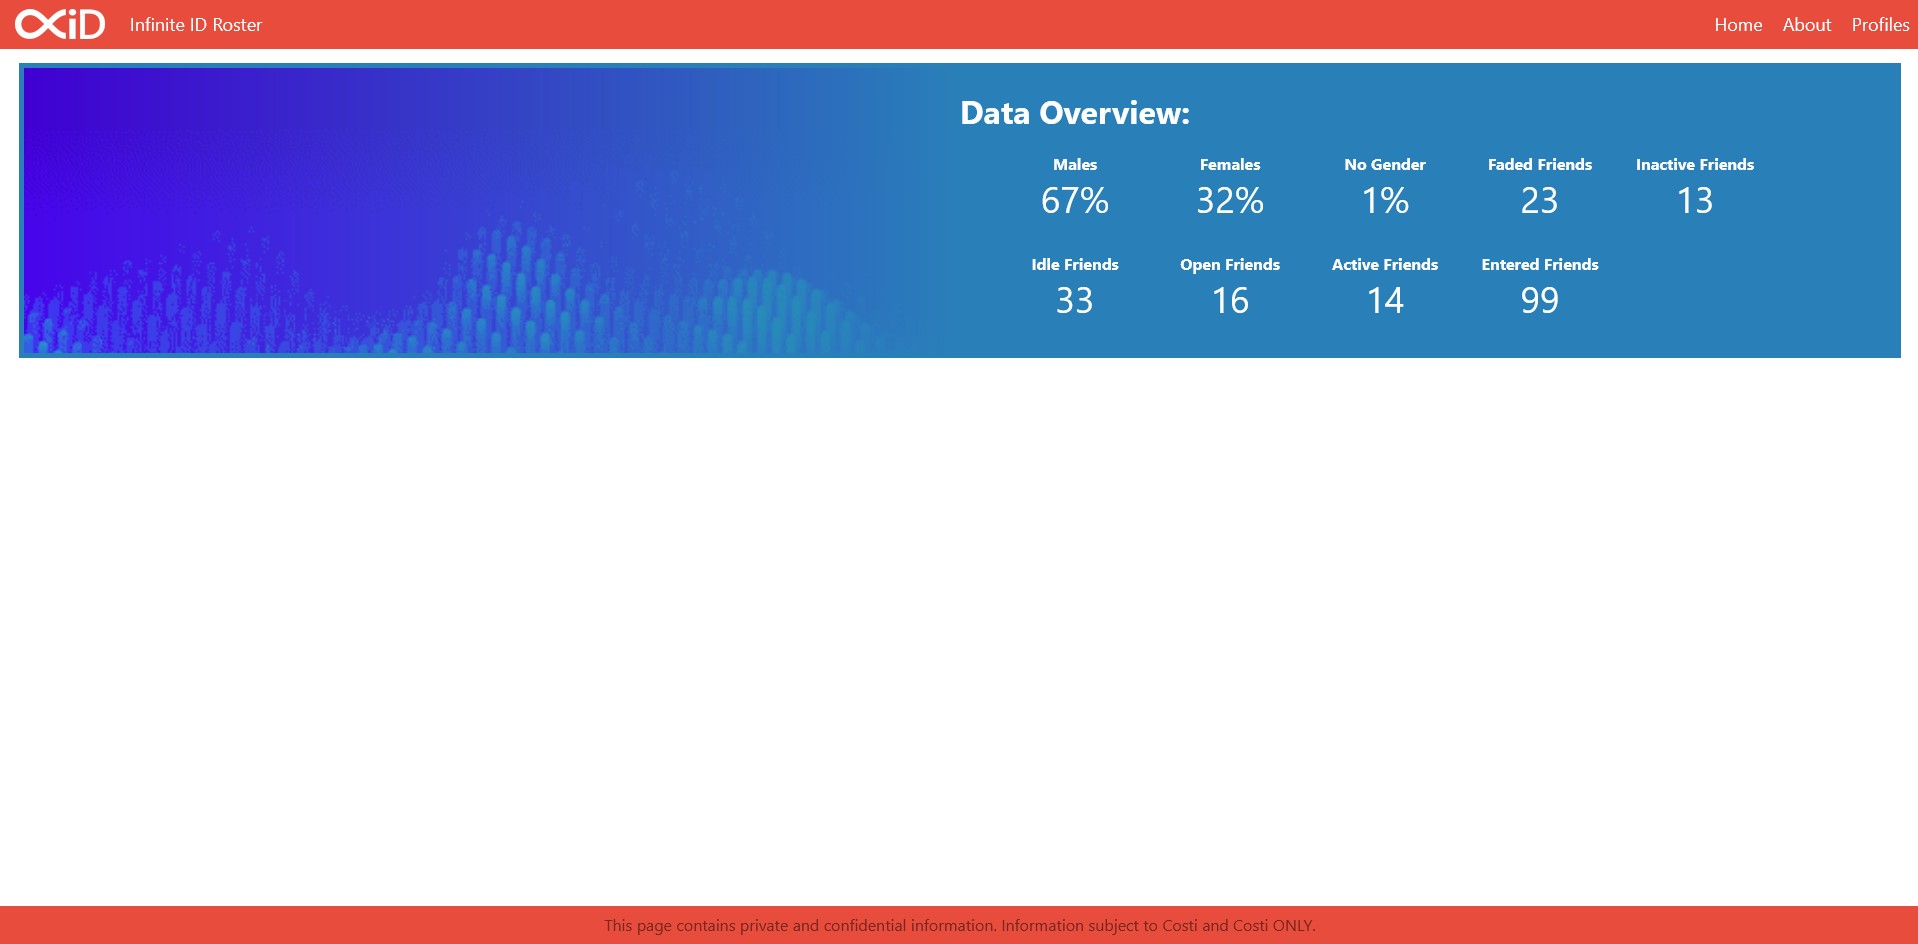 ∞iD Infinite ID Roster Home About Profiles
Data Overview:
Males Females No Gender Faded Friends Inactive Friends
67% 32% 1% 23 13
Idle Friends Open Friends Active Friends Entered Friends
33 16 14 99
This page contains private and confidential information. Information subject to Costi and Costi ONLY.